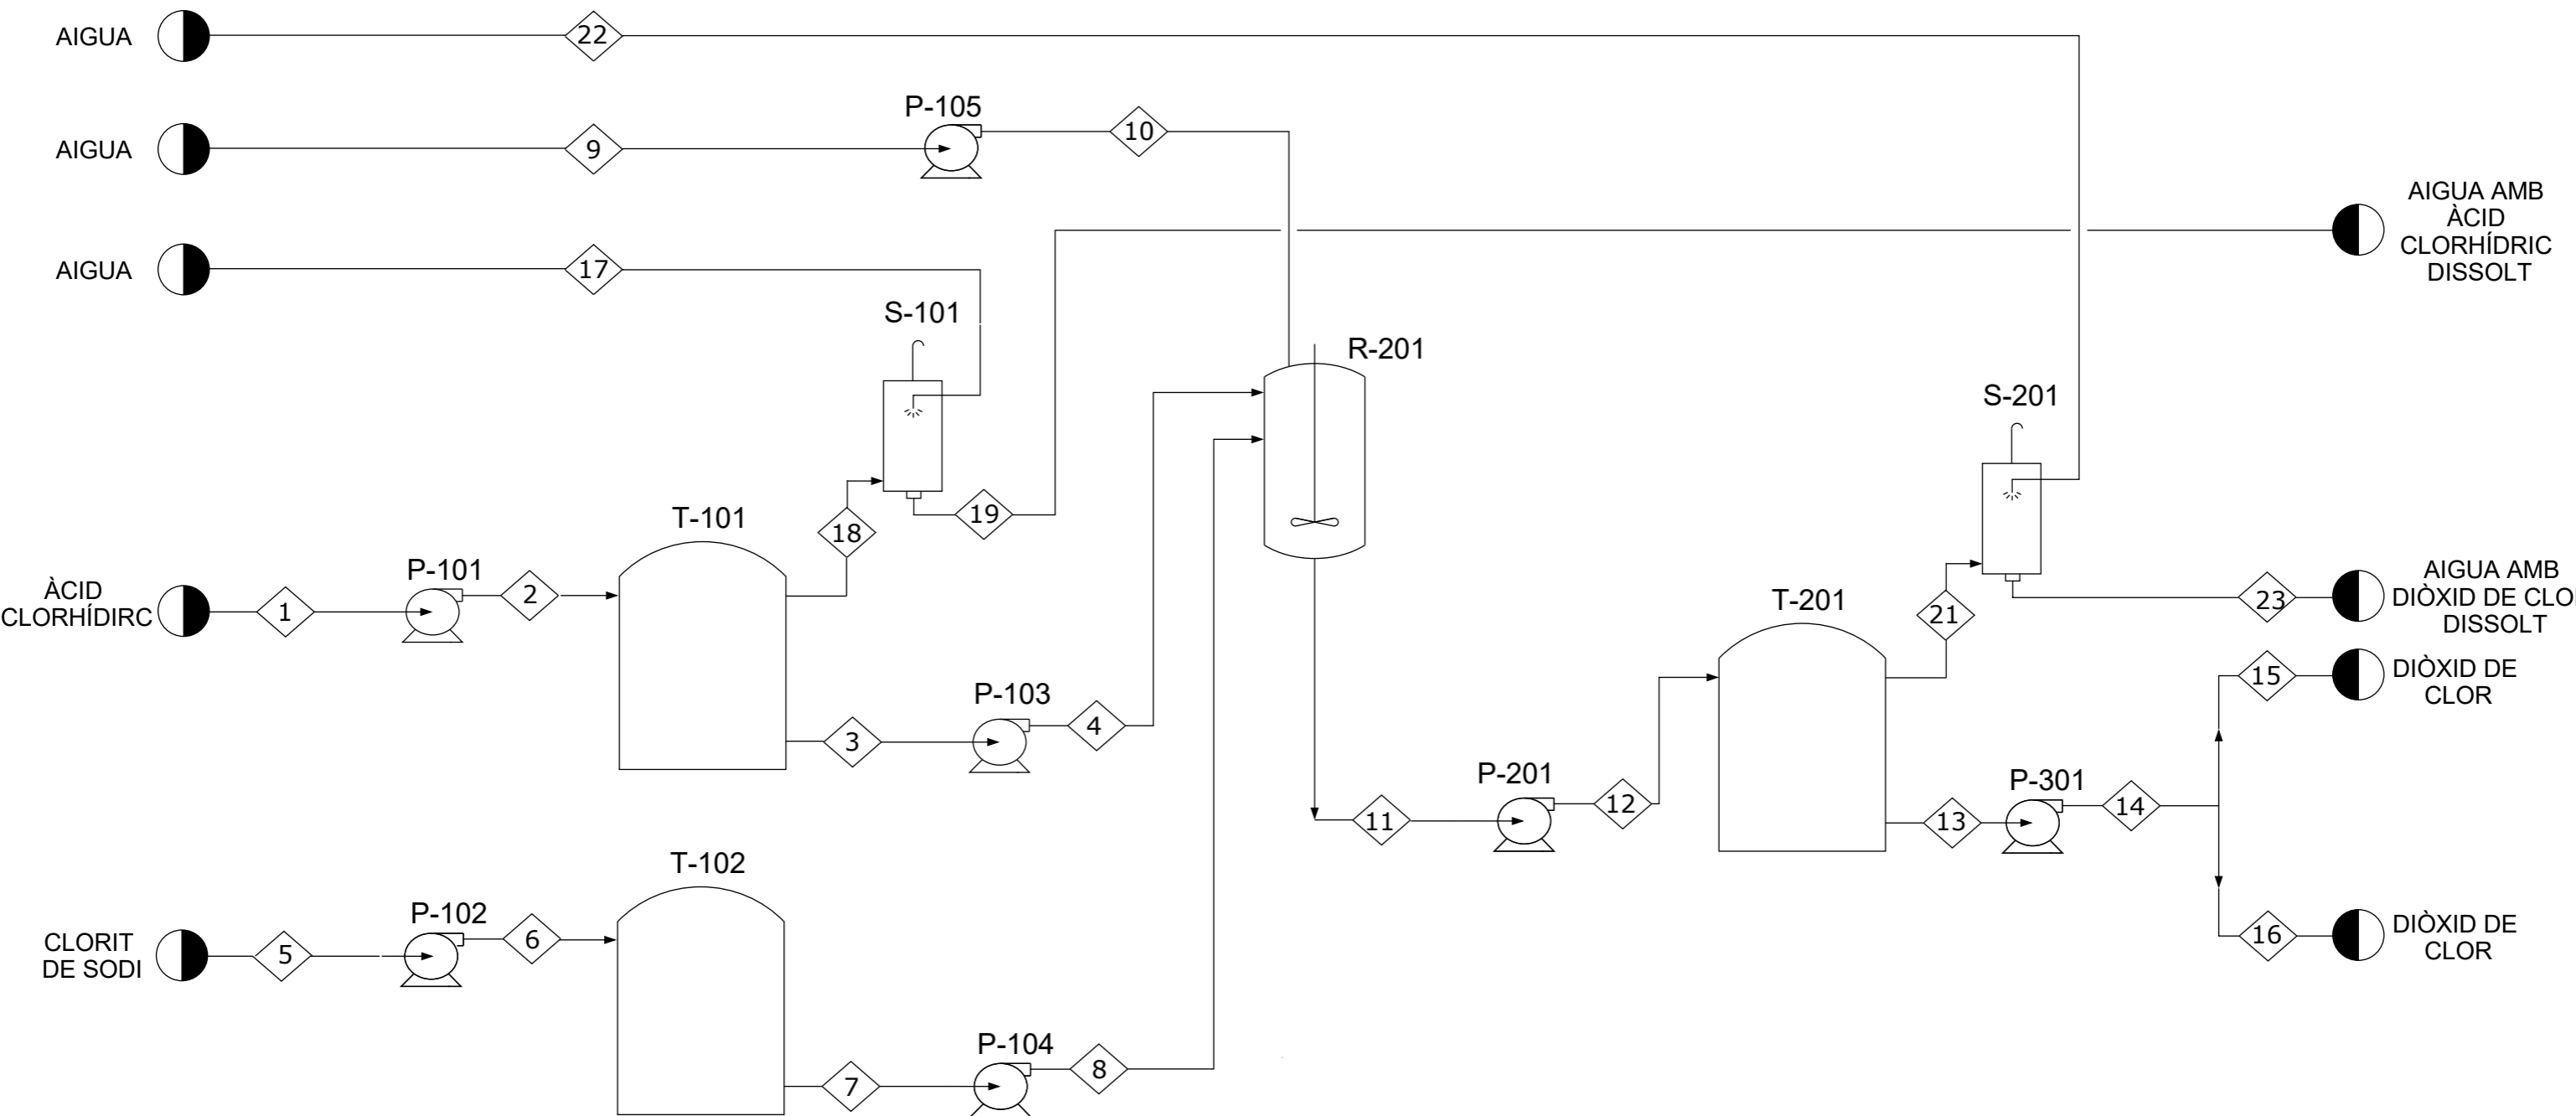 AIGUA
22
P-105
10
AIGUA
9
AIGUA AMB
ÀCID
CLORHÍDRIC
DISSOLT
AIGUA
17
S-101
R-201
S-201
19
T-101
18
P-101
2
ÀCID
CLORHÍDIRC
1
AIGUA AMB
DIÒXID DE CLO
DISSOLT
23
T-201
21
15
DIÒXID DE
CLOR
P-103
4
3
P-201
12
11
P-301
14
13
T-102
P-102
6
CLORIT
DE SODI
5
16
DIÒXID DE
CLOR
P-104
8
7